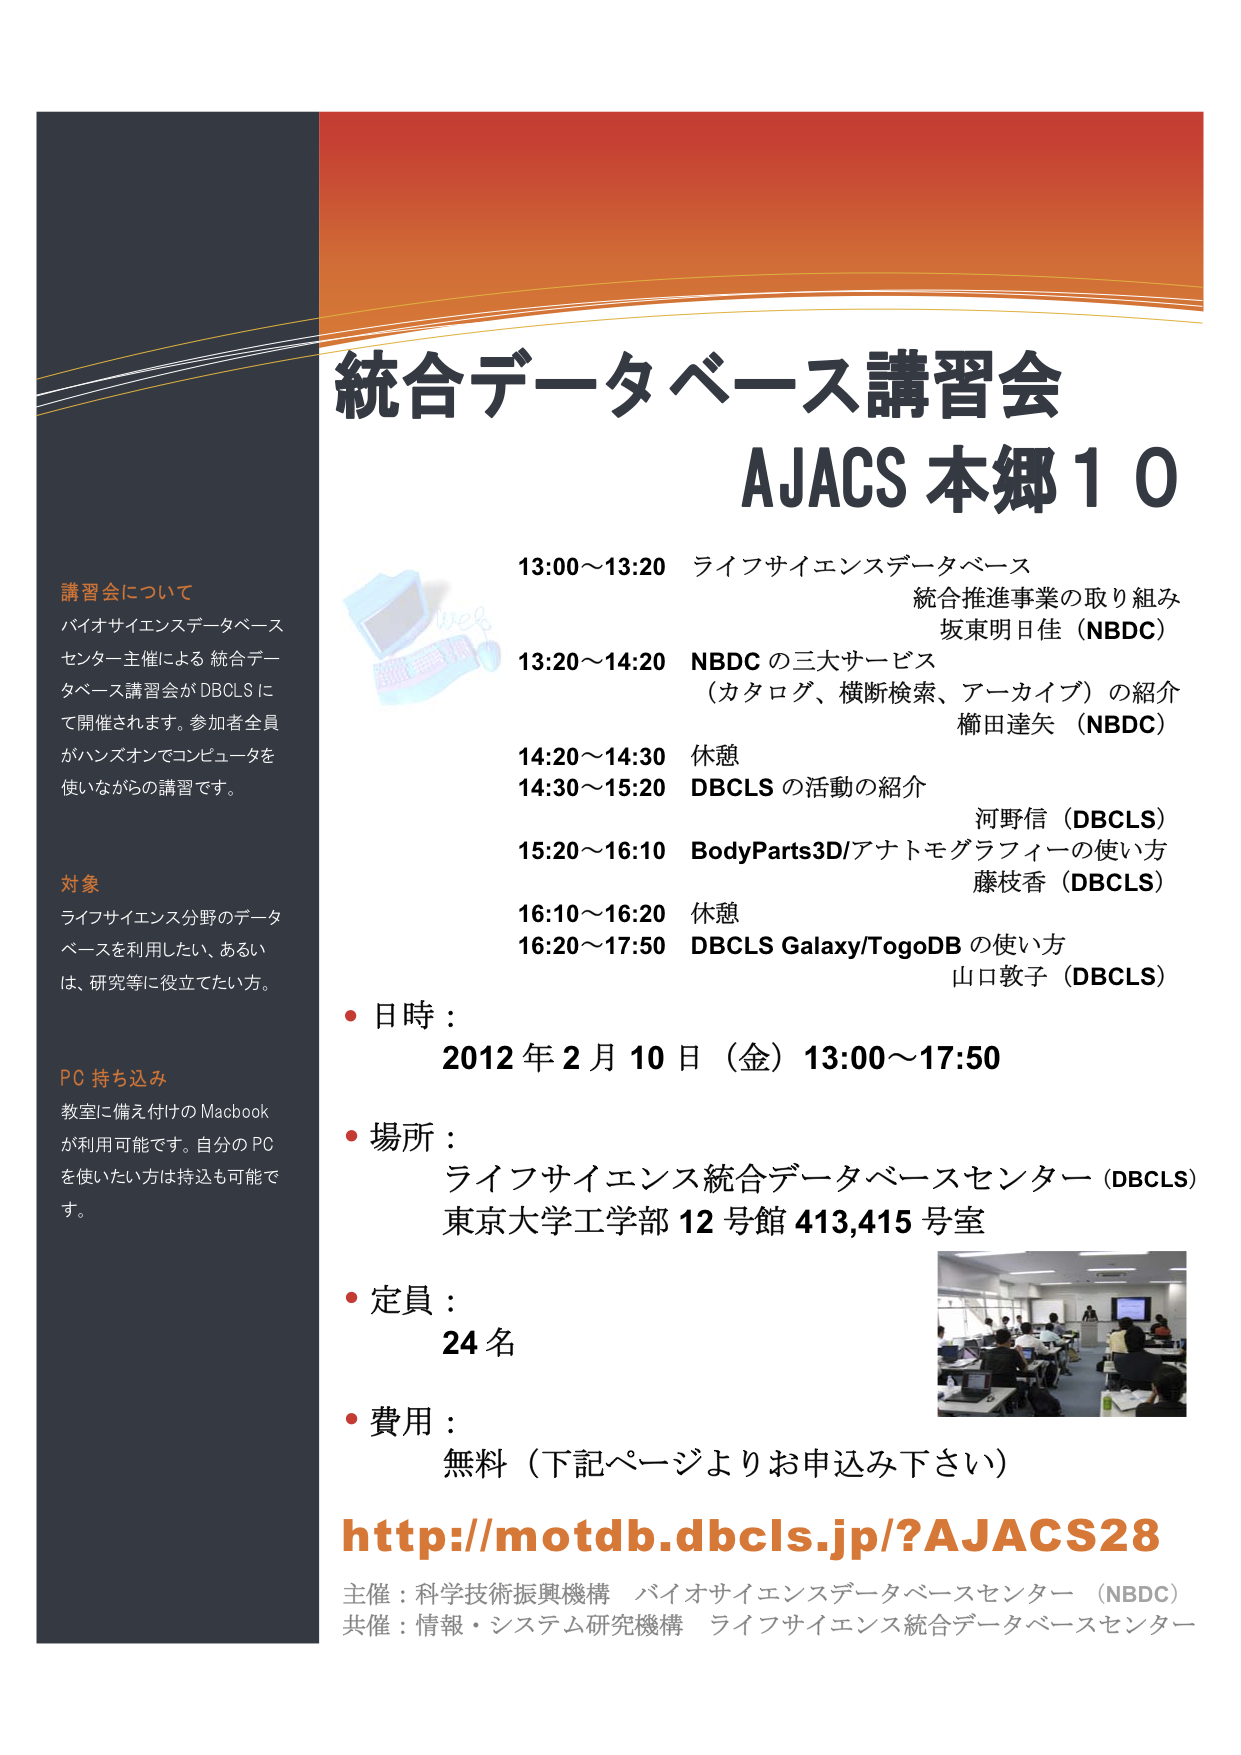 統合データベース講習会
AJACS 本郷１０
講習会について
バイオサイエンスデータベース
センター主催による 統合デー
タベース講習会が DBCLS に
て開催されます。参加者全員
がハンズオンでコンピュータを
使いながらの講習です。
対象
ライフサイエンス分野のデータ
ベースを利用したい、あるい
は、研究等に役立てたい方。
PC 持ち込み
教室に備え付けの Macbook
が利用可能です。自分の PC
を使いたい方は持込も可能で
す。
web
13:00～13:20　ライフサイエンスデータベース
統合推進事業の取り組み
坂東明日佳（NBDC）
13:20～14:20　NBDC の三大サービス
（カタログ、横断検索、アーカイブ）の紹介
櫛田達矢 （NBDC）
14:20～14:30　休憩
14:30～15:20　DBCLS の活動の紹介
河野信（DBCLS）
15:20～16:10　BodyParts3D/アナトモグラフィーの使い方
藤枝香（DBCLS）
16:10～16:20　休憩
16:20～17:50　DBCLS Galaxy/TogoDB の使い方
山口敦子（DBCLS）
• 日時：
2012 年 2 月 10 日（金）13:00～17:50
• 場所：
ライフサイエンス統合データベースセンター (DBCLS)
東京大学工学部 12 号館 413,415 号室
• 定員：
24 名
• 費用：
無料（下記ページよりお申込み下さい）
http://motdb.dbcls.jp/?AJACS28
主催：科学技術振興機構　バイオサイエンスデータベースセンター （NBDC）
共催：情報・システム研究機構　ライフサイエンス統合データベースセンター